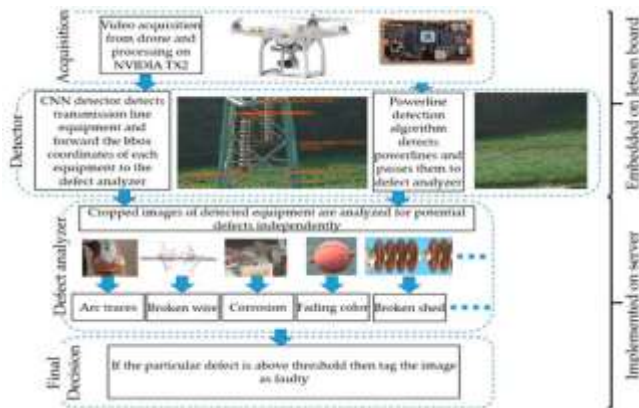 Acquisition
Video acquisition
from drone and
processing on
NVIDIA TX2
Detector
CNN detector detects
transmission line
equipment and
forward the bbox
coordinates of each
equipment to the
defect analyzer
Powerline
detection
algorithm
detects
powerlines and
passes them to
defect analyzer
Embedded on Jetson board
Defect analyzer
Cropped images of detected equipment are analyzed for potential
defects independently
Arc traces
Broken wire
Corrosion
Fading color
Broken shed
Implemented on server
Final
Decision
If the particular defect is above threshold then tag the image
as faulty